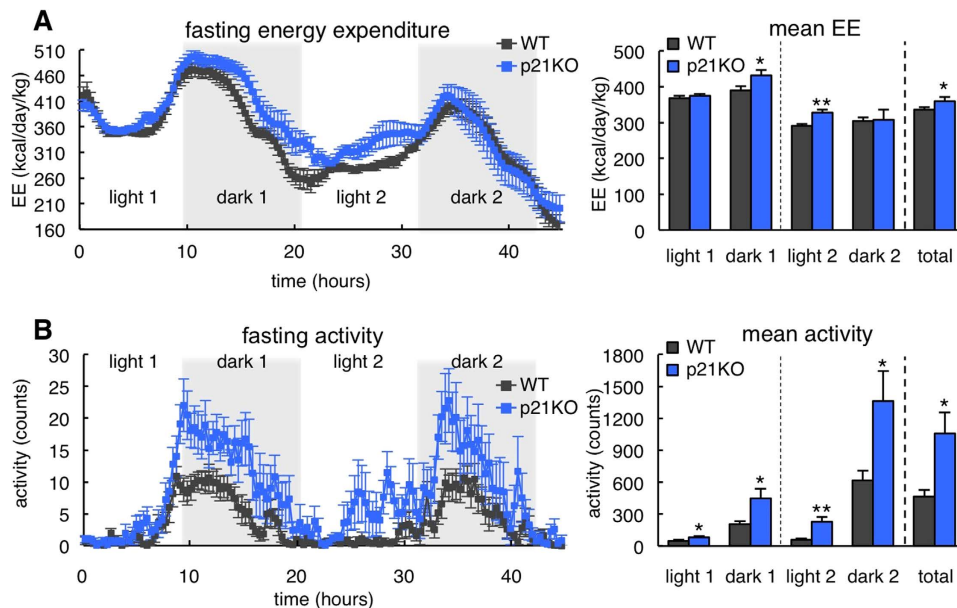 A
fasting energy expenditure
WT
p21KO
EE (kcal/day/kg)
510
460
410
360
310
260
210
160
light 1
dark 1
light 2
dark 2
0
10
20
30
40
time (hours)
mean EE
WT
p21KO
EE (kcal/day/kg)
500
400
300
200
100
0
*
**
*
light 1
dark 1
light 2
dark 2
total
B
fasting activity
light 1
dark 1
light 2
dark 2
WT
p21KO
activity (counts)
30
25
20
15
10
5
0
0
10
20
30
40
time (hours)
mean activity
WT
p21KO
activity (counts)
1800
1500
1200
900
600
300
0
*
*
**
*
*
light 1
dark 1
light 2
dark 2
total